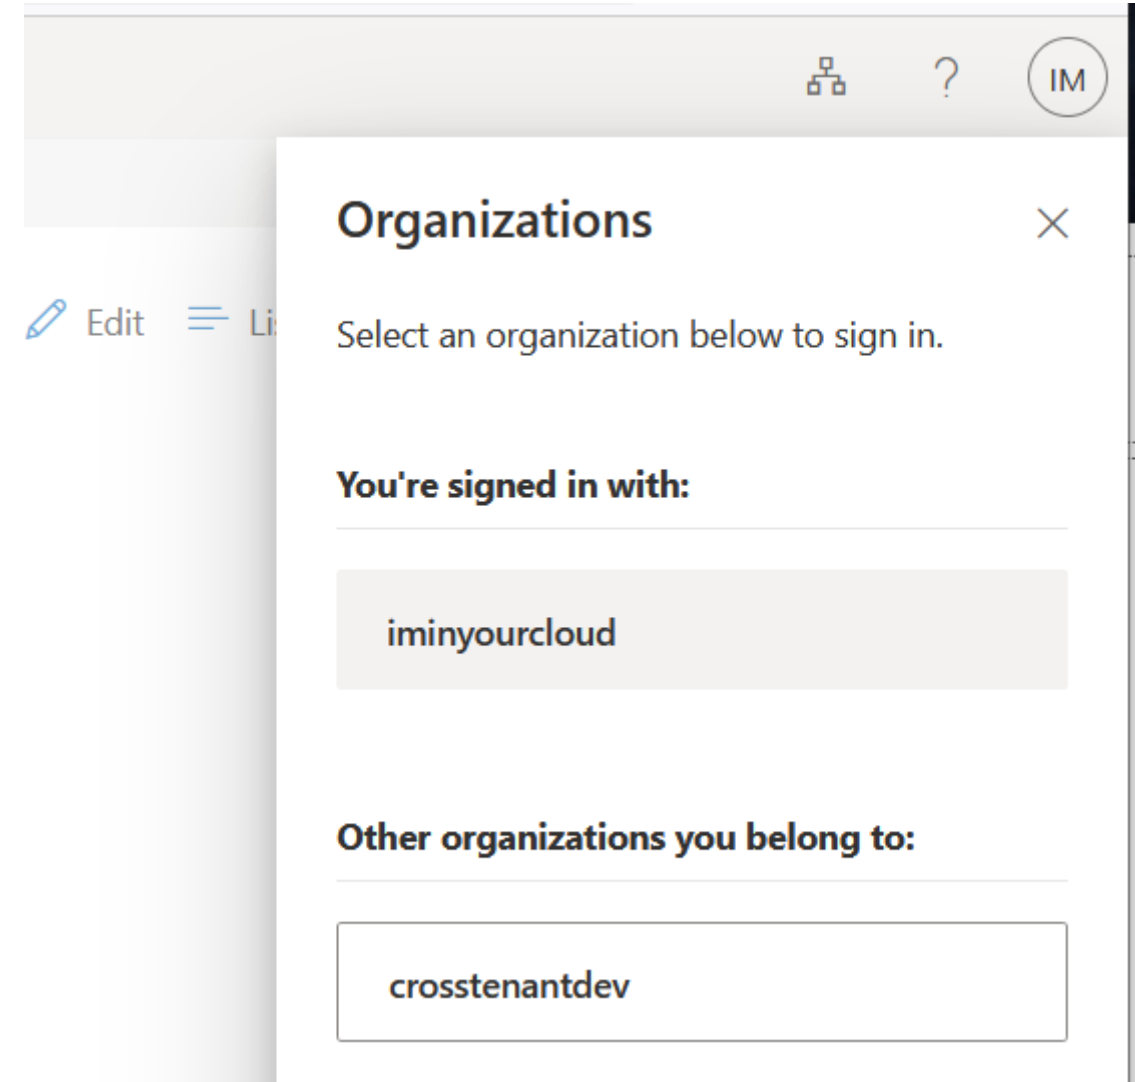 ? IM
Organizations
Edit
Select an organization below to sign in.
You're signed in with:
iminyourcloud
Other organizations you belong to:
crosstenantdev